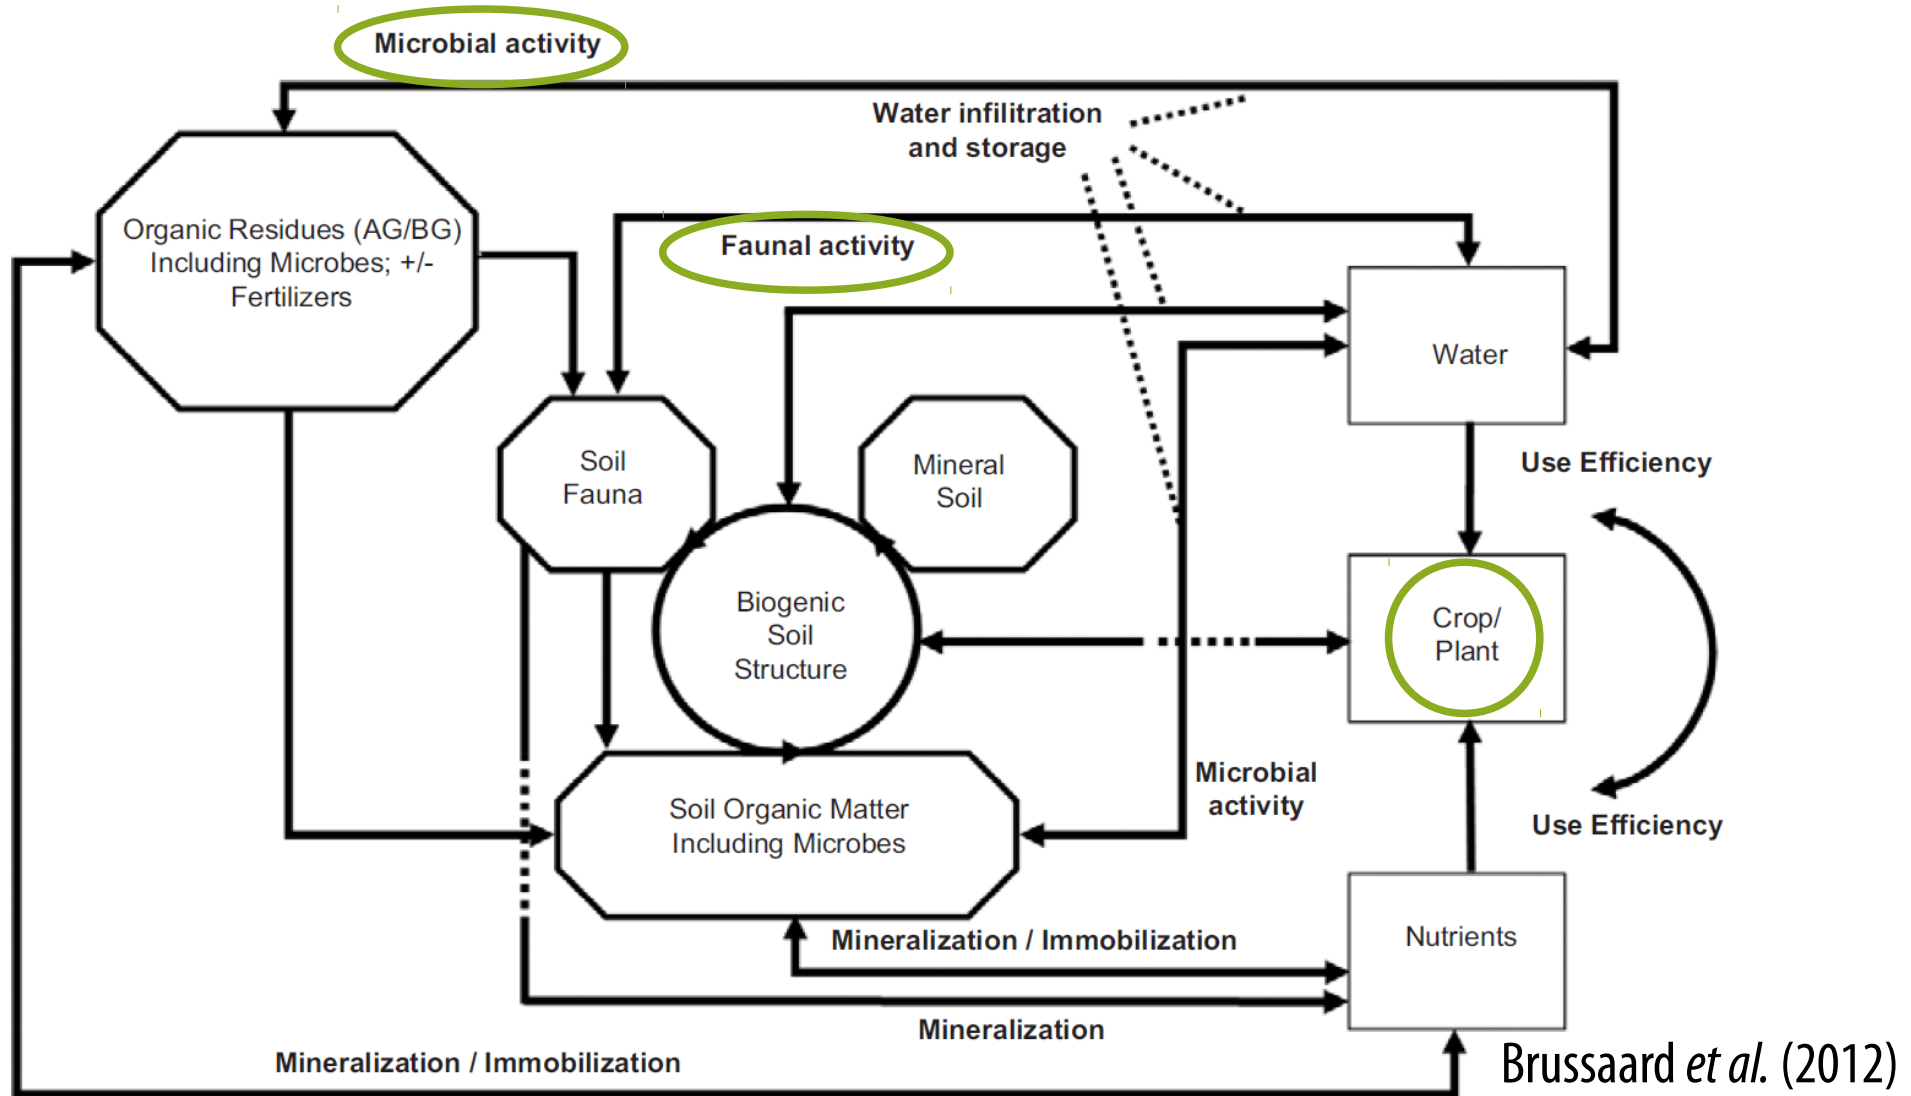 Microbial activity
Water infilitration
and storage
Organic Residues (AG/BG)
Including Microbes; +/-
Fertilizers
Faunal activity
Water
Soil
Fauna
Mineral
Soil
Use Efficiency
Biogenic
Soil
Structure
Crop/
Plant
Microbial
activity
Soil Organic Matter
Including Microbes
Use Efficiency
Nutrients
Mineralization / Immobilization
Mineralization
Mineralization / Immobilization
Brussaard et al. (2012)